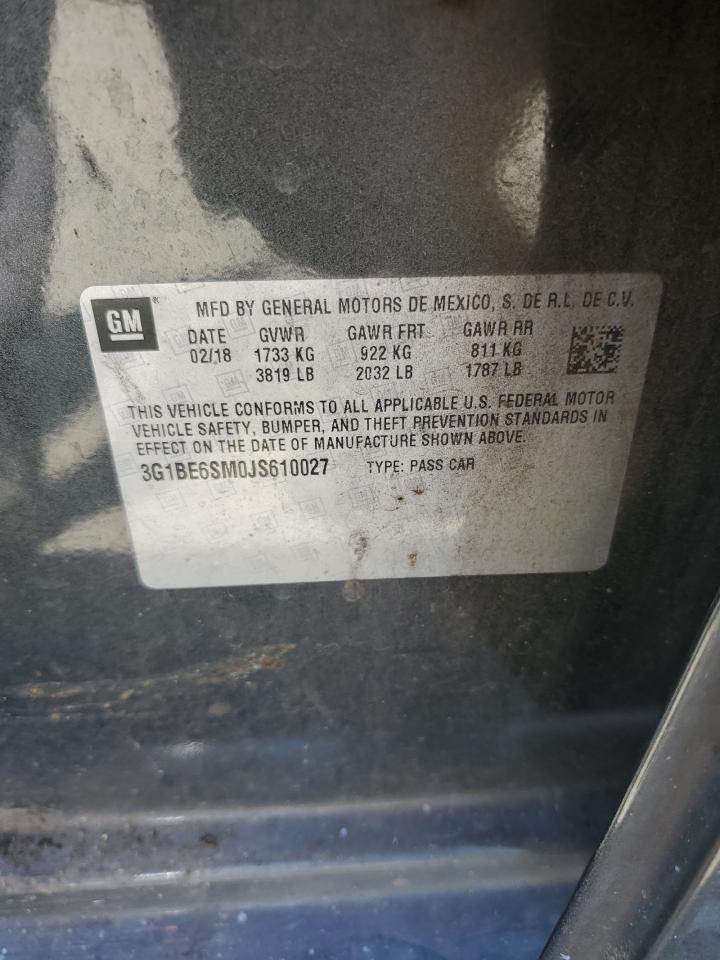 GM
MFD BY GENERAL MOTORS DE MEXICO, S. DE R.L. DE C.V.
DATE GVWR GAWR FRT GAWR RR
02/18 1733 KG 922 KG 811 KG
3819 LB 2032 LB 1787 LB
THIS VEHICLE CONFORMS TO ALL APPLICABLE U.S. FEDERAL MOTOR
VEHICLE SAFETY, BUMPER, AND THEFT PREVENTION STANDARDS IN
EFFECT ON THE DATE OF MANUFACTURE SHOWN ABOVE.
3G1BE6SM0JS610027 TYPE: PASS CAR